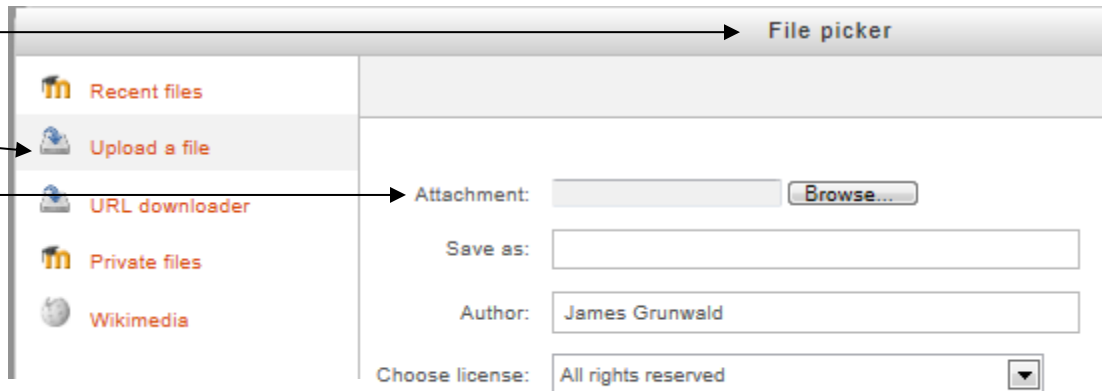 File picker
Recent files
Upload a file
URL downloader
Private files
Wikimedia
Attachment: Browse...
Save as:
Author: James Grunwald
Choose license: All rights reserved